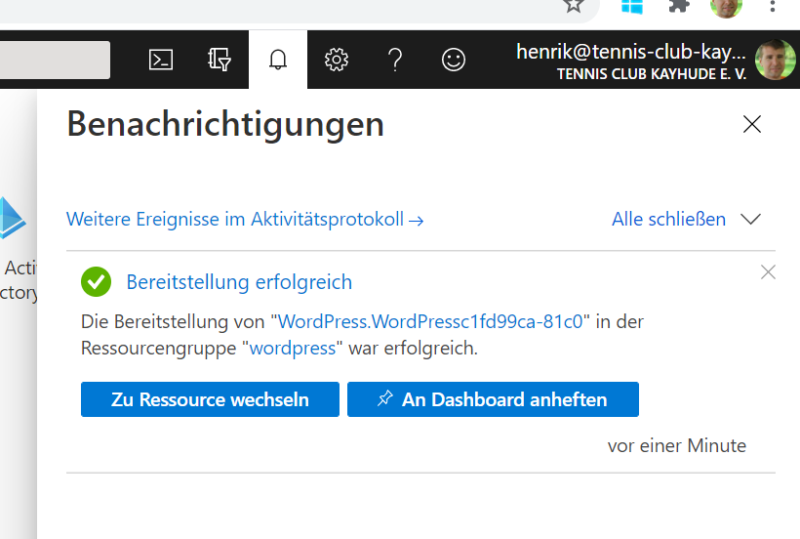 henrik@tennis-club-kay...
TENNIS CLUB KAYHUDE E. V.
Benachrichtigungen
Weitere Ereignisse im Aktivitätsprotokoll →
Alle schließen
Acti
ctory
Bereitstellung erfolgreich
Die Bereitstellung von "WordPress.WordPressc1fd99ca-81c0" in der
Ressourcengruppe "wordpress" war erfolgreich.
Zu Ressource wechseln
An Dashboard anheften
vor einer Minute